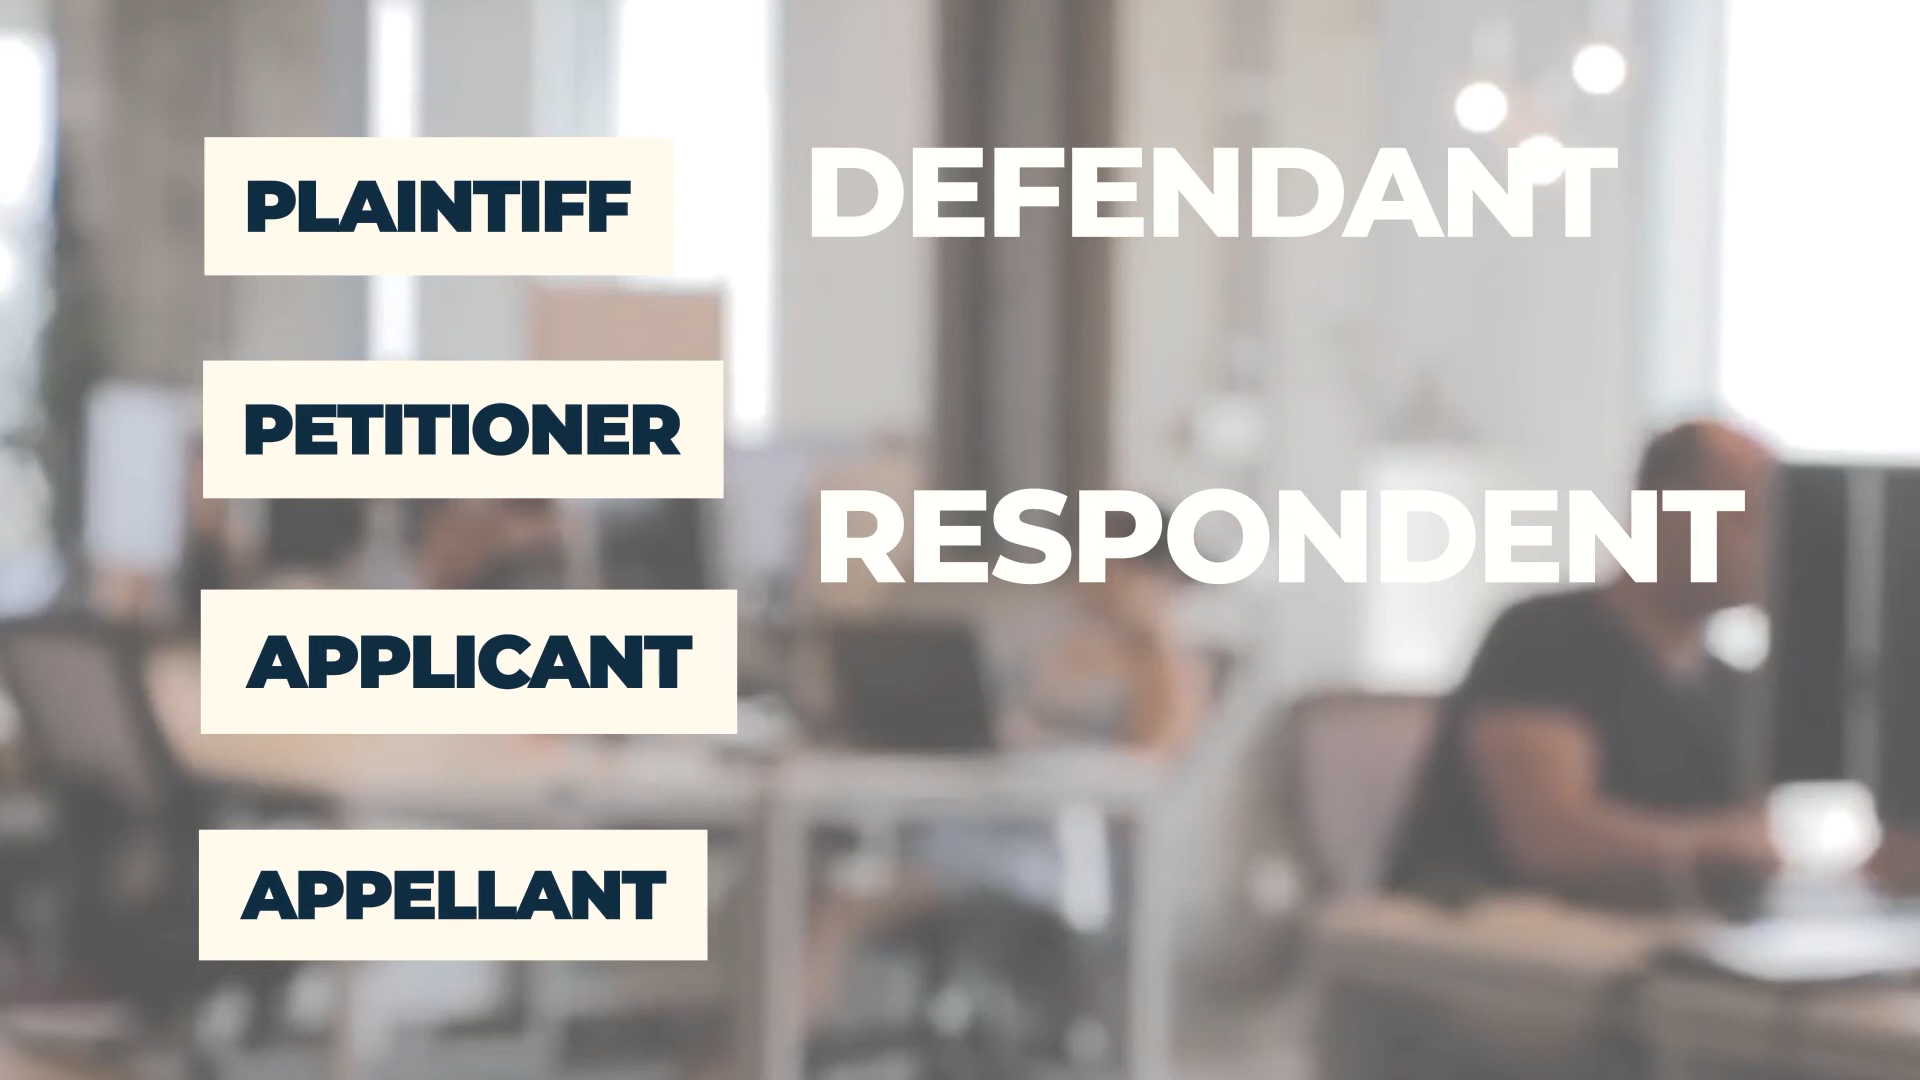 PLAINTIFF
DEFENDANT
PETITIONER
RESPONDENT
APPLICANT
APPELLANT